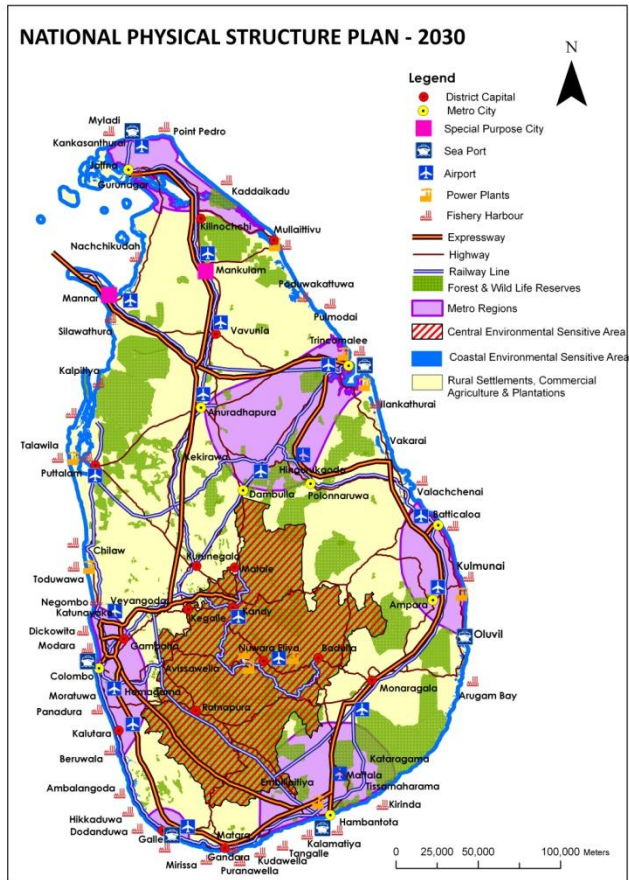 NATIONAL PHYSICAL STRUCTURE PLAN - 2030
N
Legend
District Capital
Metro City
Special Purpose City
Sea Port
Airport
Power Plants
Fishery Harbour
Expressway
Highway
Railway Line
Forest & Wild Life Reserves
Metro Regions
Central Environmental Sensitive Area
Coastal Environmental Sensitive Area
Rural Settlements, Commercial
Agriculture & Plantations
Myladi
Point Pedro
Kankasanthurai
Jaffna
Gurunagar
Kaddaikadu
Kilinochchi
Mullaittivu
Nachchikudah
Mankulam
Paduwakattuwa
Mannar
Pulmodai
Silawathura
Vavunia
Trincomalee
Kalpitiya
Ilankathurai
Anuradhapura
Vakarai
Talawila
Kekirawa
Hingurukgoda
Puttalam
Dambulla
Polonnaruwa
Valachchenai
Batticaloa
Chilaw
Kurunegala
Matale
Kulmunai
Toduwawa
Veyangoda
Ampara
Negombo
Katunayake
Kegalle
Kandy
Oluvil
Dickowita
Modara
Gampaha
Nuwara Eliya
Badulla
Avissawella
Colombo
Monaragala
Homagama
Arugam Bay
Moratuwa
Ratnapura
Panadura
Kalutara
Kataragama
Beruwala
Mattala
Embilipitiya
Tissamaharama
Ambalangoda
Kirinda
Hikkaduwa
Hambantota
Dodanduwa
Matara
Galle
Kalamatiya
Gandara
Tangalle
Kudawella
Mirissa
Puranawella
0 25,000 50,000 100,000 Meters